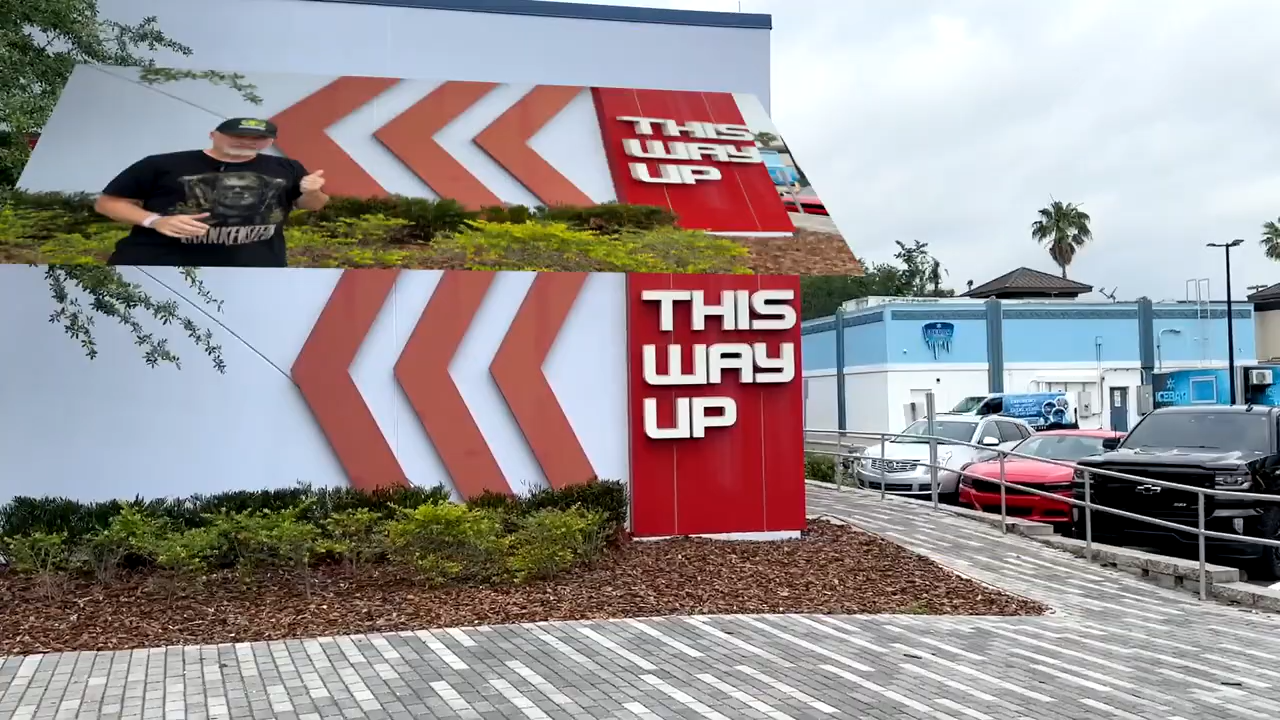 THIS
WAY
UP
FRANKENSTEIN
THIS
WAY
UP
ICEBAR